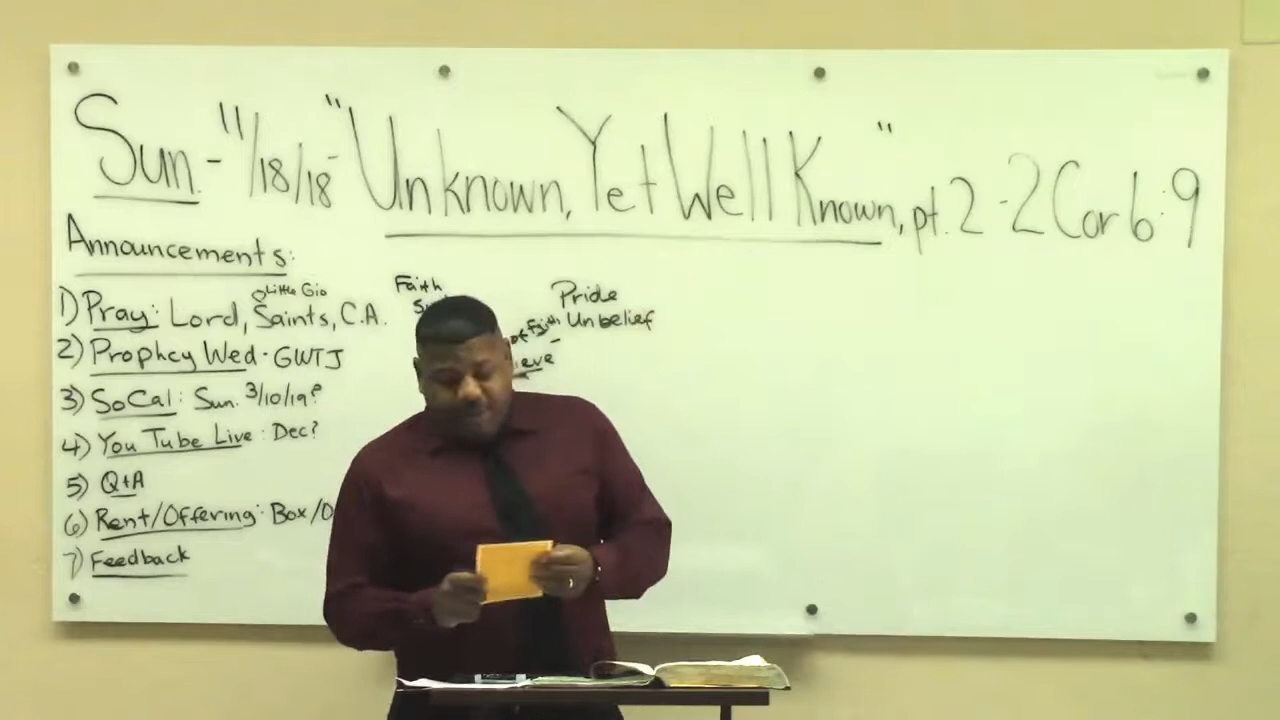 Sun. - 11/18/18 - "Unknown, Yet Well Known," pt. 2 - 2 Cor 6:9
Announcements:
Little Gio
1) Pray: Lord, Saints, C.A.
2) Prophcy Wed - GWTJ
3) SoCal: Sun. 3/10/19?
4) You Tube Live: Dec?
5) Q+A
6) Rent/Offering: Box/
7) Feedback
Faith
of Faith
Pride
Unbelief